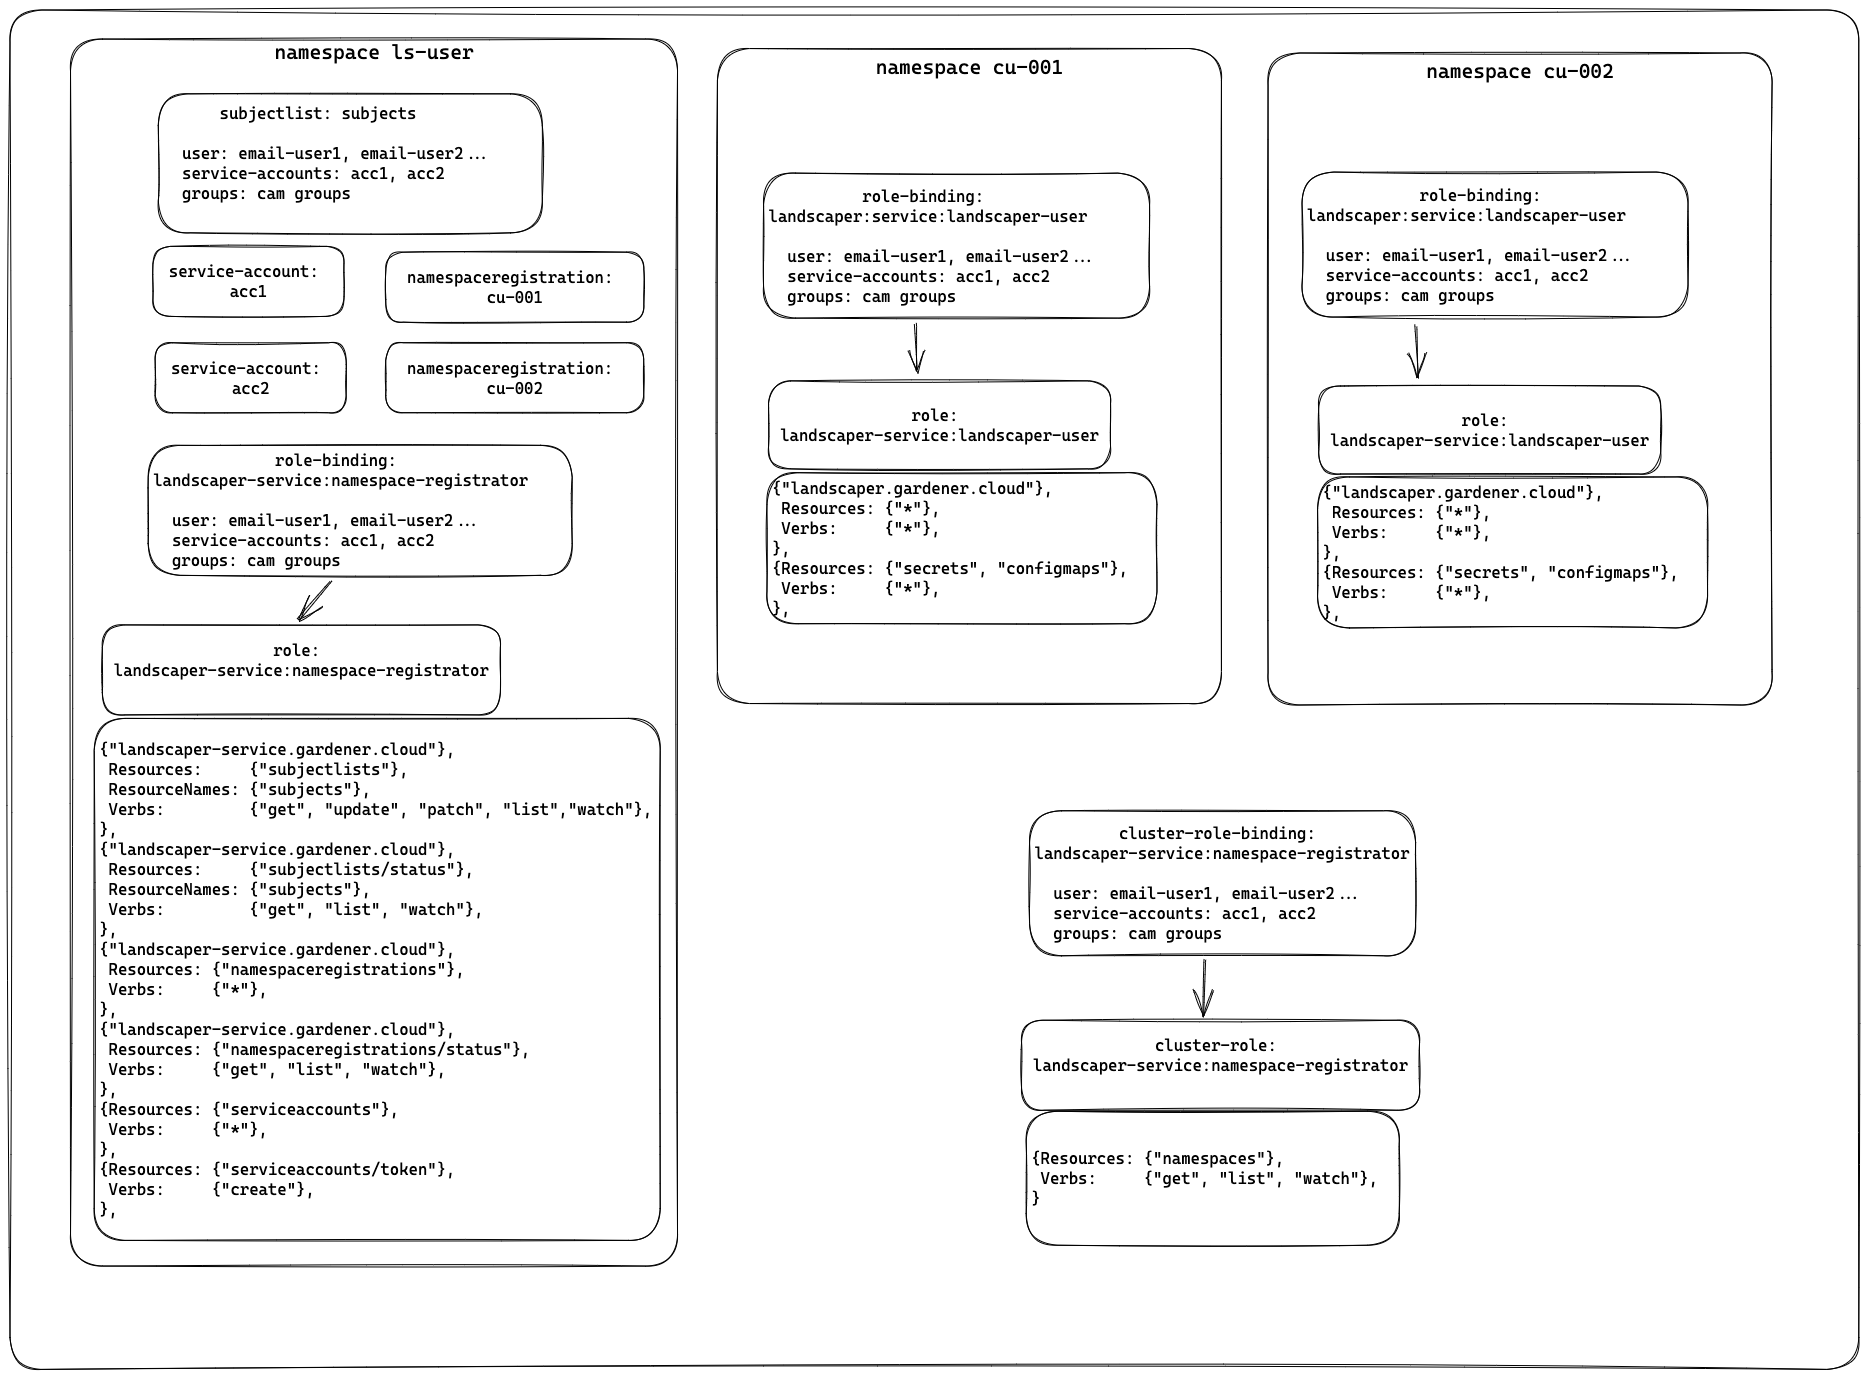 namespace ls-user
subjectlist: subjects
user: email-user1, email-user2...
service-accounts: acc1, acc2
groups: cam groups
service-account:
acc1
namespaceregistration:
cu-001
service-account:
acc2
namespaceregistration:
cu-002
role-binding:
landscaper-service:namespace-registrator
user: email-user1, email-user2...
service-accounts: acc1, acc2
groups: cam groups
role:
landscaper-service:namespace-registrator
{"landscaper-service.gardener.cloud"},
Resources:     {"subjectlists"},
ResourceNames: {"subjects"},
Verbs:         {"get", "update", "patch", "list","watch"},
},
{"landscaper-service.gardener.cloud"},
Resources:     {"subjectlists/status"},
ResourceNames: {"subjects"},
Verbs:         {"get", "list", "watch"},
},
{"landscaper-service.gardener.cloud"},
Resources: {"namespaceregistrations"},
Verbs:     {"*"},
},
{"landscaper-service.gardener.cloud"},
Resources: {"namespaceregistrations/status"},
Verbs:     {"get", "list", "watch"},
},
{Resources: {"serviceaccounts"},
Verbs:     {"*"},
},
{Resources: {"serviceaccounts/token"},
Verbs:     {"create"},
},
namespace cu-001
role-binding:
landscaper:service:landscaper-user
user: email-user1, email-user2...
service-accounts: acc1, acc2
groups: cam groups
role:
landscaper-service:landscaper-user
{"landscaper.gardener.cloud"},
Resources: {"*"},
Verbs:     {"*"},
},
{Resources: {"secrets", "configmaps"},
Verbs:     {"*"},
},
namespace cu-002
role-binding:
landscaper:service:landscaper-user
user: email-user1, email-user2...
service-accounts: acc1, acc2
groups: cam groups
role:
landscaper-service:landscaper-user
{"landscaper.gardener.cloud"},
Resources: {"*"},
Verbs:     {"*"},
},
{Resources: {"secrets", "configmaps"},
Verbs:     {"*"},
},
cluster-role-binding:
landscaper-service:namespace-registrator
user: email-user1, email-user2...
service-accounts: acc1, acc2
groups: cam groups
cluster-role:
landscaper-service:namespace-registrator
{Resources: {"namespaces"},
Verbs:     {"get", "list", "watch"},
}